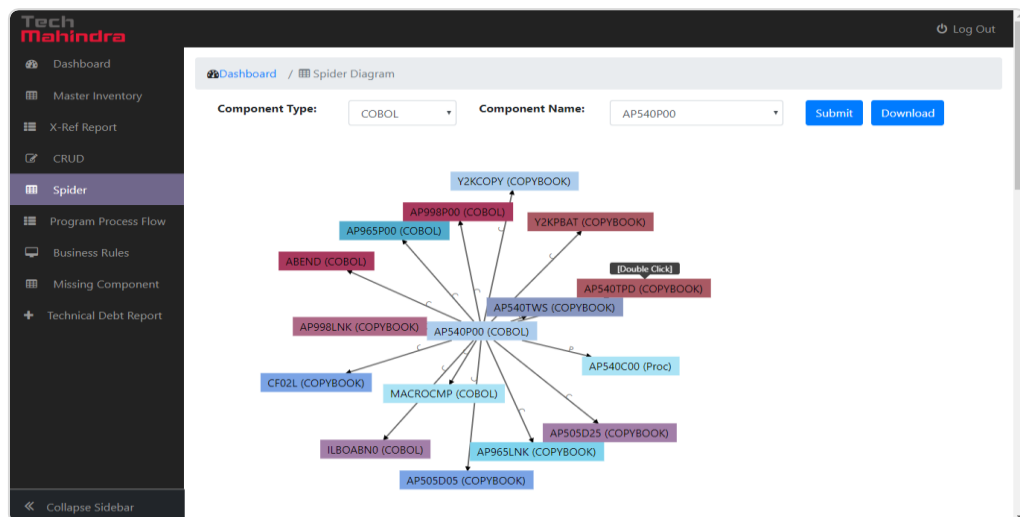 Tech
Mahindra
Log Out
Dashboard
Master Inventory
X-Ref Report
CRUD
Spider
Program Process Flow
Business Rules
Missing Component
Technical Debt Report
Collapse Sidebar
Dashboard / Spider Diagram
Component Type: COBOL Component Name: AP540P00 Submit Download
Y2KCOPY (COPYBOOK)
AP998P00 (COBOL)
Y2KPBAT (COPYBOOK)
AP965P00 (COBOL)
ABEND (COBOL)
[Double Click]
AP540TPD (COPYBOOK)
AP540TWS (COPYBOOK)
AP998LNK (COPYBOOK)
AP540P00 (COBOL)
AP540C00 (Proc)
CF02L (COPYBOOK)
MACROCMP (COBOL)
AP505D25 (COPYBOOK)
ILBOABN0 (COBOL)
AP965LNK (COPYBOOK)
AP505D05 (COPYBOOK)